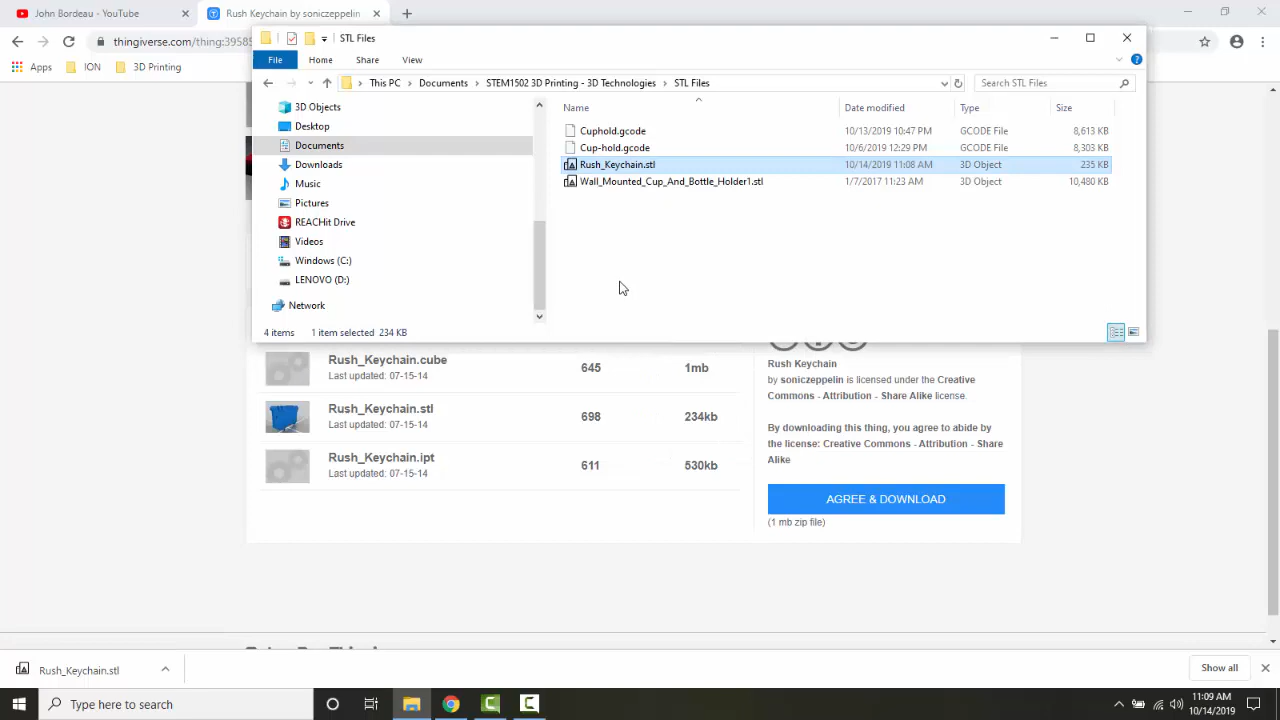 John Bordeau - YouTube
Rush Keychain by soniczeppelin
thingiverse.com/thing:39585
Apps ION 3D Printing
STL Files
File Home Share View
This PC Documents STEM1502 3D Printing - 3D Technologies STL Files
Search STL Files
3D Objects
Desktop
Documents
Downloads
Music
Pictures
REACHit Drive
Videos
Windows (C:)
LENOVO (D:)
Network
Name Date modified Type Size
Cuphold.gcode 10/13/2019 10:47 PM GCODE File 8,613 KB
Cup-hold.gcode 10/6/2019 12:29 PM GCODE File 8,303 KB
Rush_Keychain.stl 10/14/2019 11:08 AM 3D Object 235 KB
Wall_Mounted_Cup_And_Bottle_Holder1.stl 1/7/2017 11:23 AM 3D Object 10,480 KB
4 items 1 item selected 234 KB
Rush_Keychain.cube 645 1mb
Last updated: 07-15-14
Rush_Keychain.stl 698 234kb
Last updated: 07-15-14
Rush_Keychain.ipt 611 530kb
Last updated: 07-15-14
Rush Keychain
by soniczeppelin is licensed under the Creative
Commons - Attribution - Share Alike license.
By downloading this thing, you agree to abide by
the license: Creative Commons - Attribution - Share
Alike
AGREE & DOWNLOAD
(1 mb zip file)
Rush_Keychain.stl
Show all
Type here to search
11:09 AM
10/14/2019